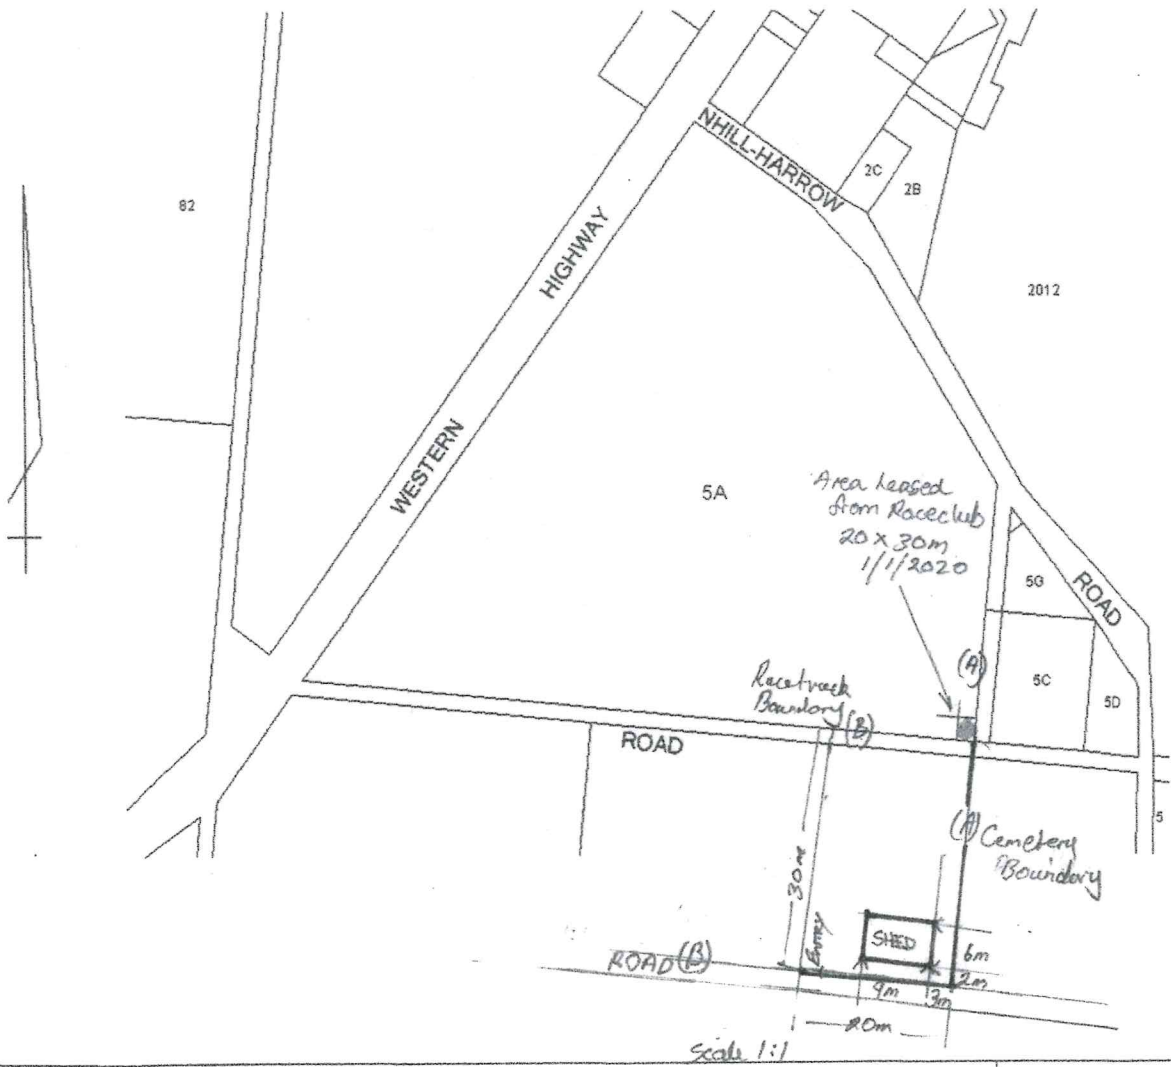 NHILL-HARROW
2C
2B
82
HIGHWAY
2012
WESTERN
5A
Area Leased
from Raceclub
20 x 30m
1/1/2020
5G
ROAD
(A)
5C
5D
Racetrack
Boundary
(B)
ROAD
5
(A) Cemetery
Boundary
30m
Entry
SHED
6m
ROAD (B)
2m
9m
3m
20m
Scale 1:1